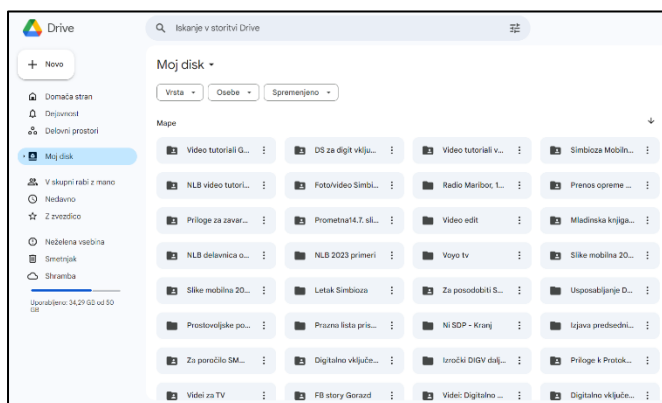 Drive
Iskanje v storitvi Drive
Novo
Moj disk
Vrsta
Osebe
Spremenjeno
Domača stran
Dejavnost
Delovni prostori
Mape
Moj disk
Video tutoriali G...
DS za digit vklju...
Video tutoriali v...
Simbioza Mobiln...
V skupni rabi z mano
NLB video tutori...
Foto/video Simbi...
Radio Maribor, 1...
Prenos opreme ...
Nedavno
Z zvezdico
Priloge za zavar...
Prometna14.7. sli...
Video edit
Mladinska knjiga...
Neželena vsebina
NLB delavnica o...
NLB 2023 primeri
Voyo tv
Slike mobilna 20...
Smetnjak
Shramba
Slike mobilna 20...
Letak Simbioza
Za posodobiti S...
Usposabljanje D...
Uporabljeno: 34,29 GB od 50
GB
Prostovoljske po...
Prazna lista pris...
Ni SDP - Kranj
Izjava predsedni...
Za poročilo SM...
Digitalno vključe...
Izročki DIGV dalj...
Priloge k Protok...
Videi za TV
FB story Gorazd
Videi: Digitalno ...
Digitalno vključe...